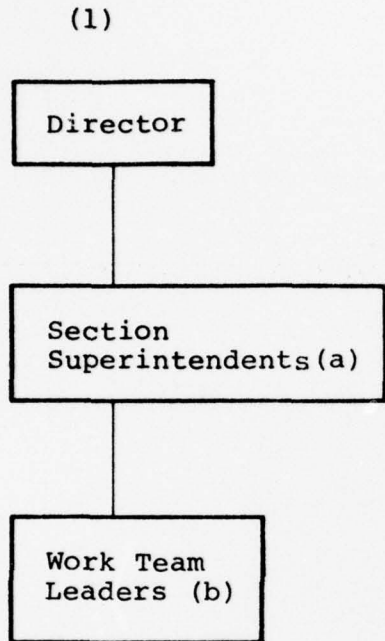 (1)
Director
Section
Superintendents(a)
Work Team
Leaders (b)